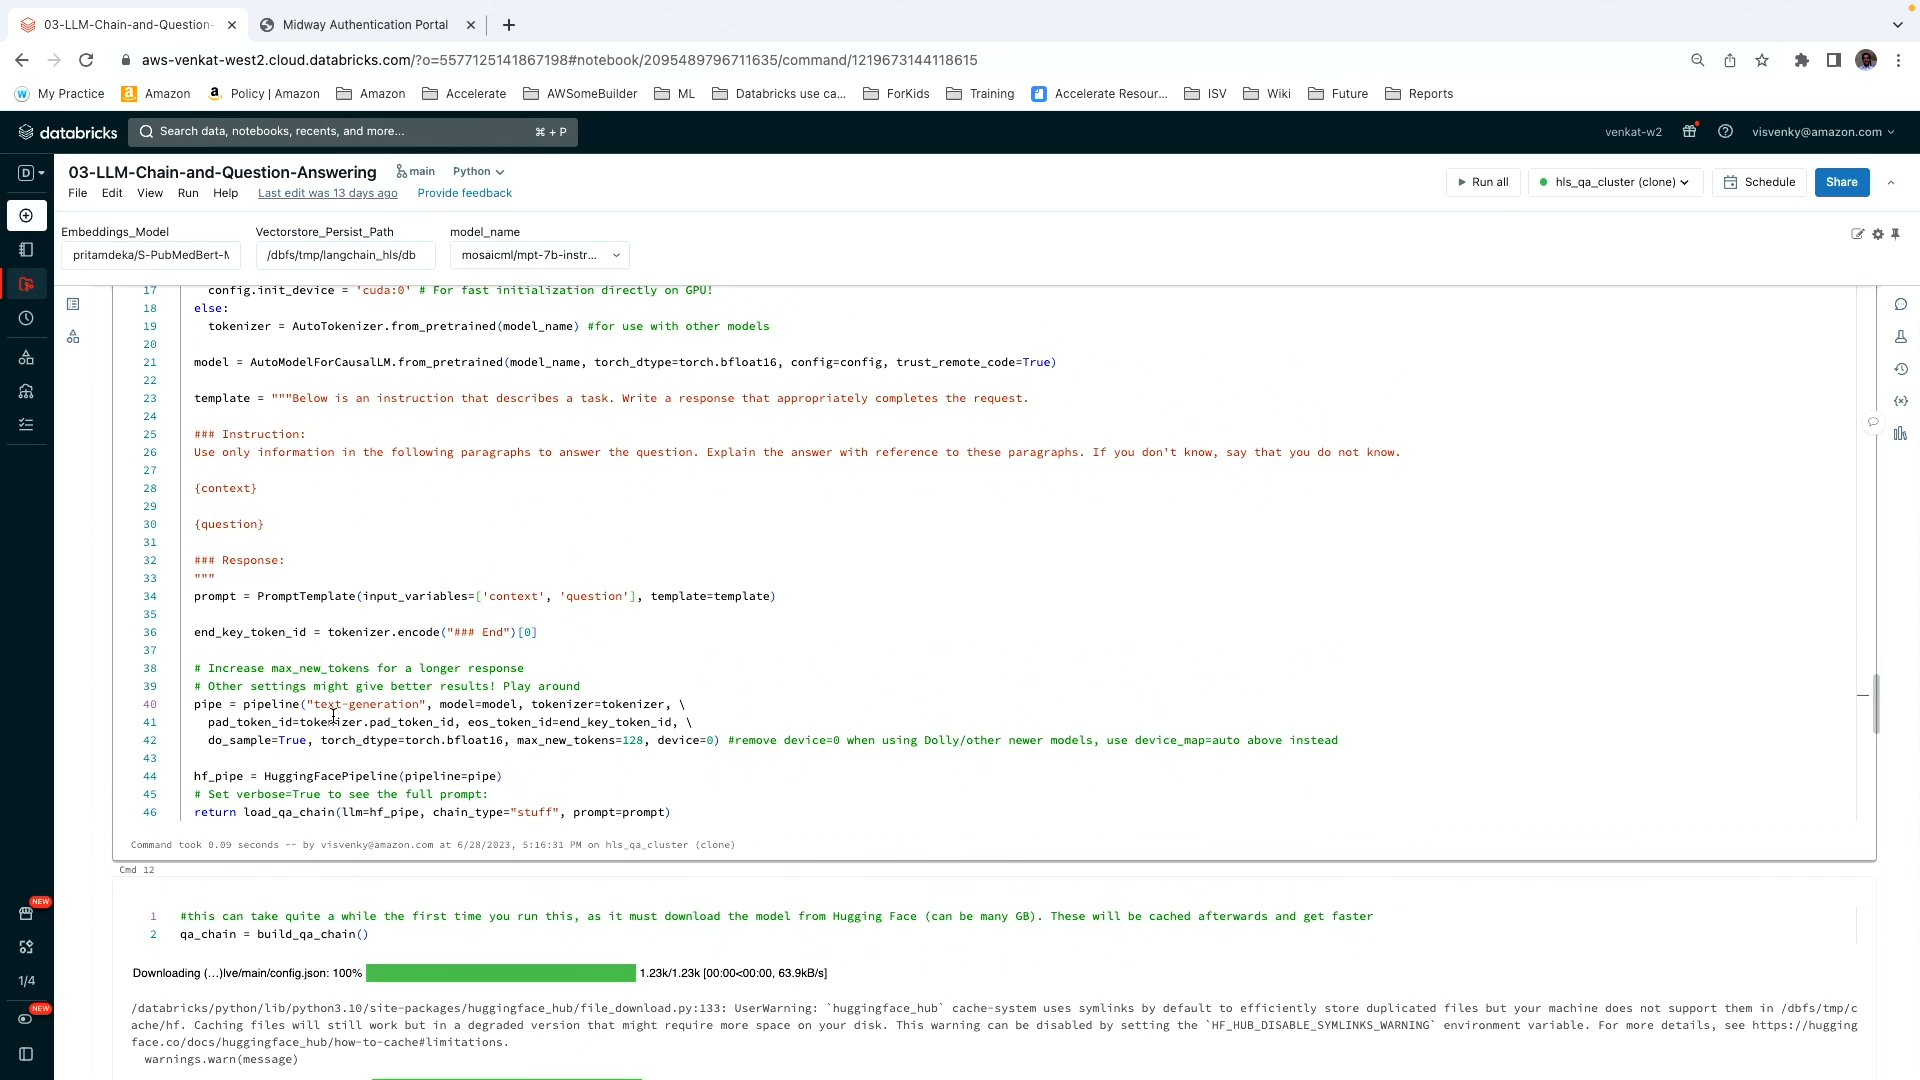 03-LLM-Chain-and-Question-
Midway Authentication Portal
aws-venkat-west2.cloud.databricks.com/?o=5577125141867198#notebook/2095489796711635/command/1219673144118615
My Practice
Amazon
Policy | Amazon
Amazon
Accelerate
AWSomeBuilder
ML
Databricks use ca...
ForKids
Training
Accelerate Resour...
ISV
Wiki
Future
Reports
databricks
Search data, notebooks, recents, and more...
⌘ + P
venkat-w2
visvenky@amazon.com
D
03-LLM-Chain-and-Question-Answering
main
Python
Run all
hls_qa_cluster (clone)
Schedule
Share
File Edit View Run Help Last edit was 13 days ago Provide feedback
Embeddings_Model
Vectorstore_Persist_Path
model_name
pritamdeka/S-PubMedBert-M
/dbfs/tmp/langchain_hls/db
mosaicml/mpt-7b-instr...
17 config.init_device = 'cuda:0' # For fast initialization directly on GPU!
18 else:
19 tokenizer = AutoTokenizer.from_pretrained(model_name) #for use with other models
20
21 model = AutoModelForCausalLM.from_pretrained(model_name, torch_dtype=torch.bfloat16, config=config, trust_remote_code=True)
22
23 template = """Below is an instruction that describes a task. Write a response that appropriately completes the request.
24
25 ### Instruction:
26 Use only information in the following paragraphs to answer the question. Explain the answer with reference to these paragraphs. If you don't know, say that you do not know.
27
28 {context}
29
30 {question}
31
32 ### Response:
33 """
34 prompt = PromptTemplate(input_variables=['context', 'question'], template=template)
35
36 end_key_token_id = tokenizer.encode("### End")[0]
37
38 # Increase max_new_tokens for a longer response
39 # Other settings might give better results! Play around
40 pipe = pipeline("text-generation", model=model, tokenizer=tokenizer, \
41 pad_token_id=tokenizer.pad_token_id, eos_token_id=end_key_token_id, \
42 do_sample=True, torch_dtype=torch.bfloat16, max_new_tokens=128, device=0) #remove device=0 when using Dolly/other newer models, use device_map=auto above instead
43
44 hf_pipe = HuggingFacePipeline(pipeline=pipe)
45 # Set verbose=True to see the full prompt:
46 return load_qa_chain(llm=hf_pipe, chain_type="stuff", prompt=prompt)
Command took 0.09 seconds -- by visvenky@amazon.com at 6/28/2023, 5:16:31 PM on hls_qa_cluster (clone)
Cmd 12
1 #this can take quite a while the first time you run this, as it must download the model from Hugging Face (can be many GB). These will be cached afterwards and get faster
2 qa_chain = build_qa_chain()
Downloading (…)lve/main/config.json: 100% 1.23k/1.23k [00:00<00:00, 63.9kB/s]
/databricks/python/lib/python3.10/site-packages/huggingface_hub/file_download.py:133: UserWarning: `huggingface_hub` cache-system uses symlinks by default to efficiently store duplicated files but your machine does not support them in /dbfs/tmp/c
ache/hf. Caching files will still work but in a degraded version that might require more space on your disk. This warning can be disabled by setting the `HF_HUB_DISABLE_SYMLINKS_WARNING` environment variable. For more details, see https://hugging
face.co/docs/huggingface_hub/how-to-cache#limitations.
warnings.warn(message)
NEW
1/4
NEW